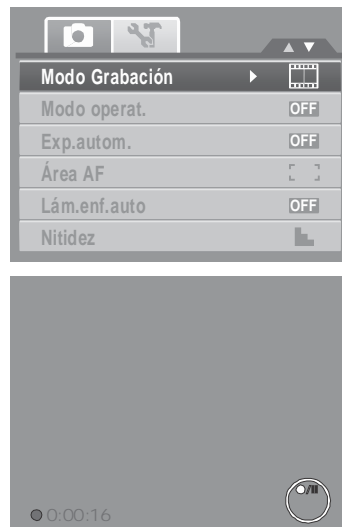 Modo Grabación
Modo operat. OFF
Exp.autom. OFF
Área AF
Lám.enf.auto OFF
Nitidez
0:00:16